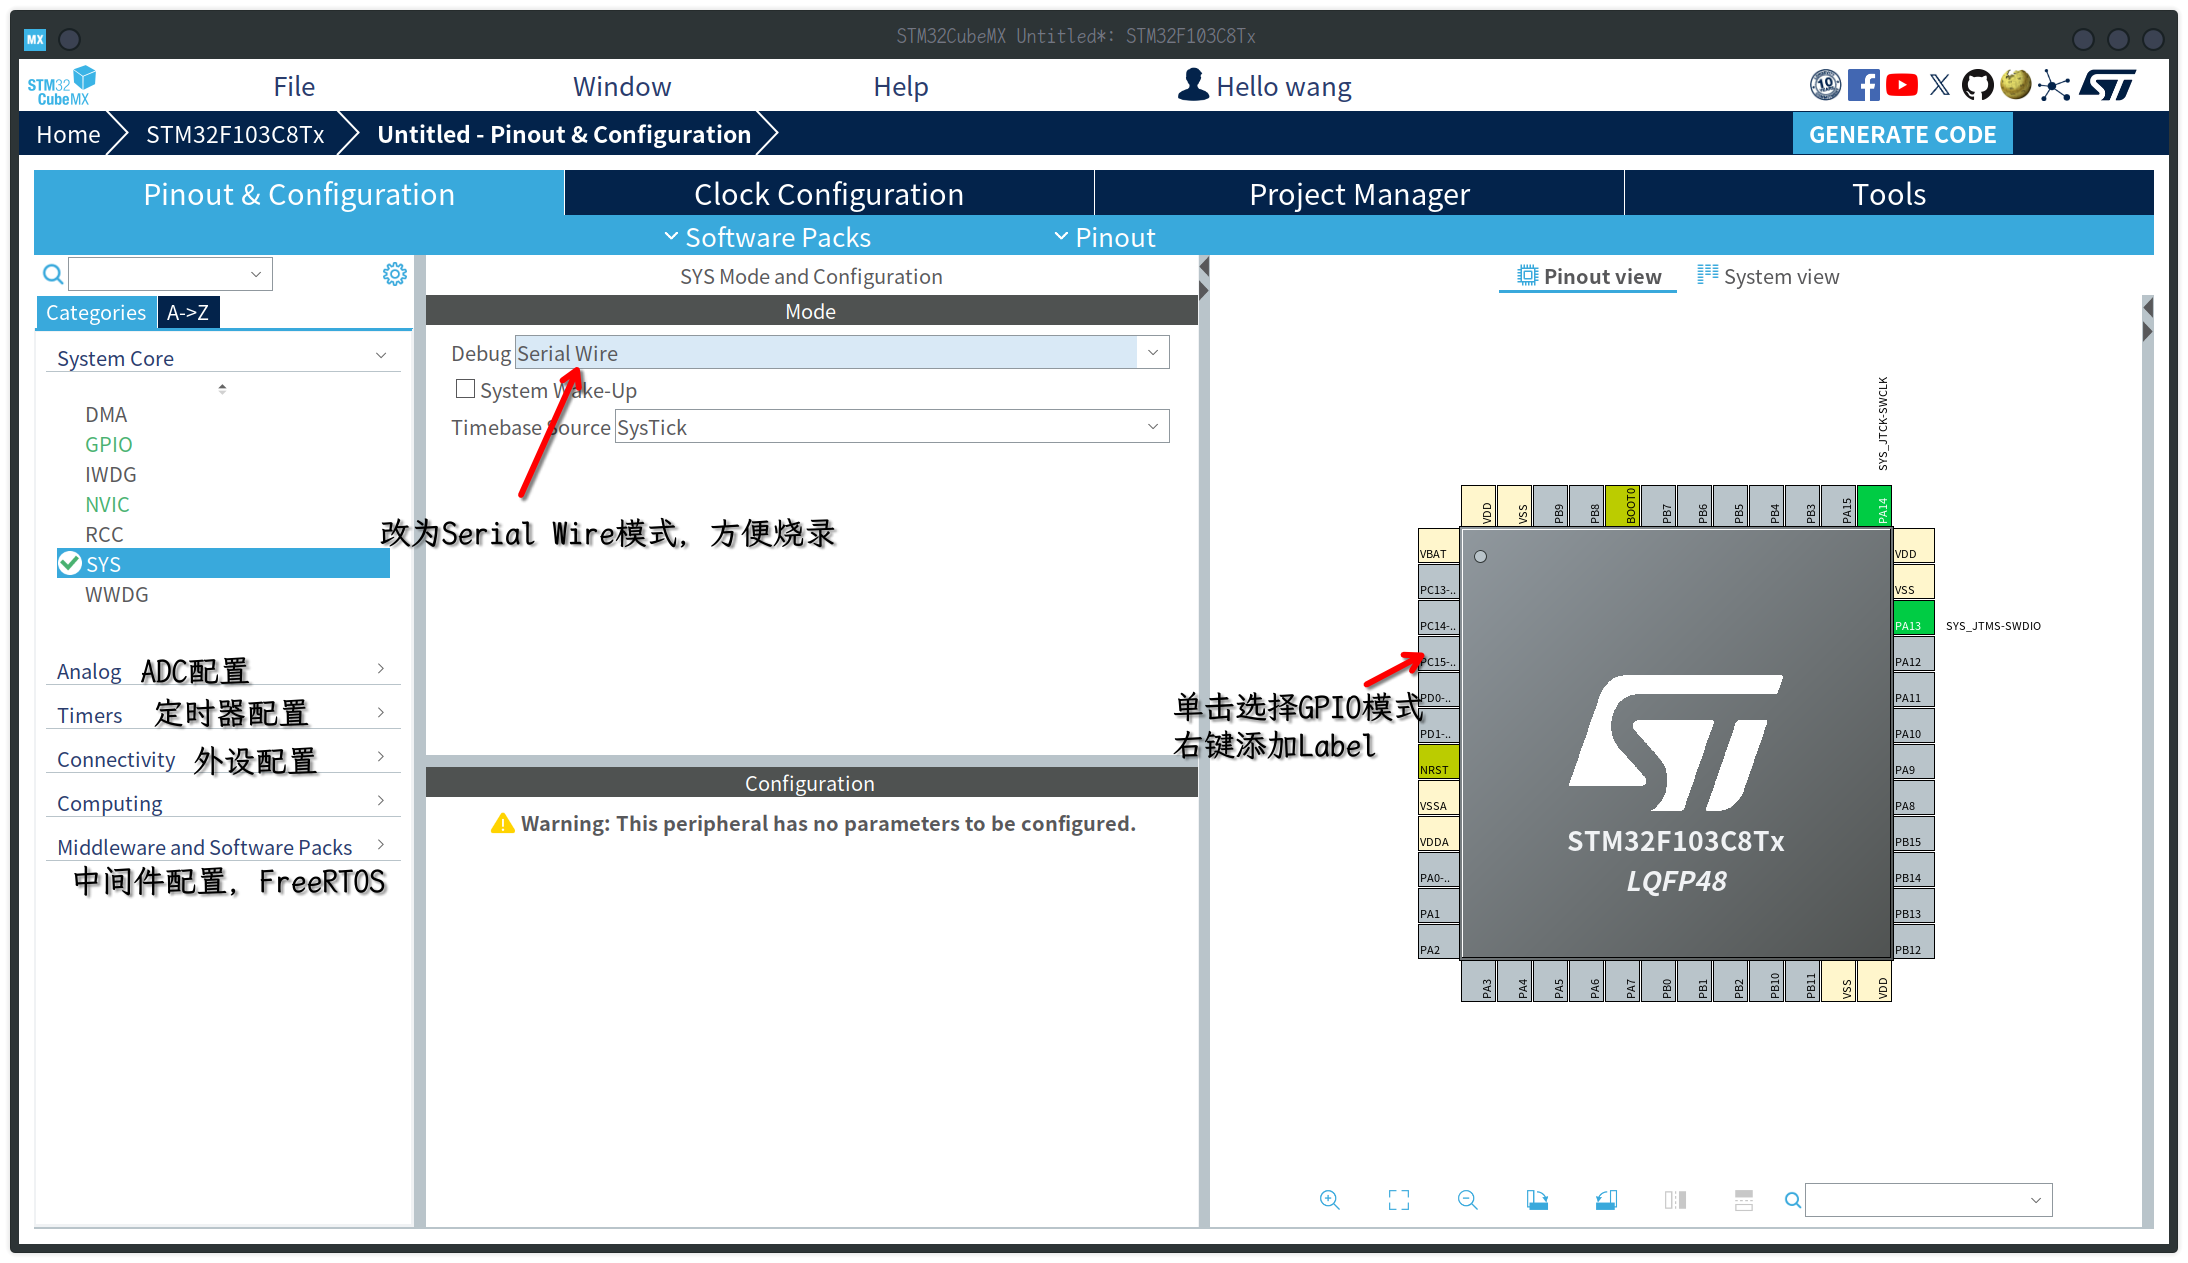 STM32CubeMX Untitled*: STM32F103C8Tx
MX
STM32 CubeMX
File
Window
Help
Hello wang
10
Home
STM32F103C8Tx
Untitled - Pinout & Configuration
GENERATE CODE
Pinout & Configuration
Clock Configuration
Project Manager
Tools
Software Packs
Pinout
Categories
A->Z
System Core
DMA
GPIO
IWDG
NVIC
RCC
SYS
WWDG
Analog
ADC配置
Timers
定时器配置
Connectivity
外设配置
Computing
Middleware and Software Packs
中间件配置，FreeRTOS
SYS Mode and Configuration
Mode
Debug Serial Wire
System Wake-Up
Timebase Source SysTick
改为Serial Wire模式，方便烧录
Configuration
Warning: This peripheral has no parameters to be configured.
Pinout view
System view
SYS_JTCK-SWCLK
VDD
VSS
PB9
PB8
BOOT0
PB7
PB6
PB5
PB4
PB3
PA15
PA14
VBAT
PC13-..
PC14-..
PC15-..
PD0-..
PD1-..
NRST
VSSA
VDDA
PA0-..
PA1
PA2
单击选择GPIO模式
右键添加Label
ST
STM32F103C8Tx
LQFP48
VDD
VSS
PA13
SYS_JTMS-SWDIO
PA12
PA11
PA10
PA9
PA8
PB15
PB14
PB13
PB12
PA3
PA4
PA5
PA6
PA7
PB0
PB1
PB2
PB10
PB11
VSS
VDD